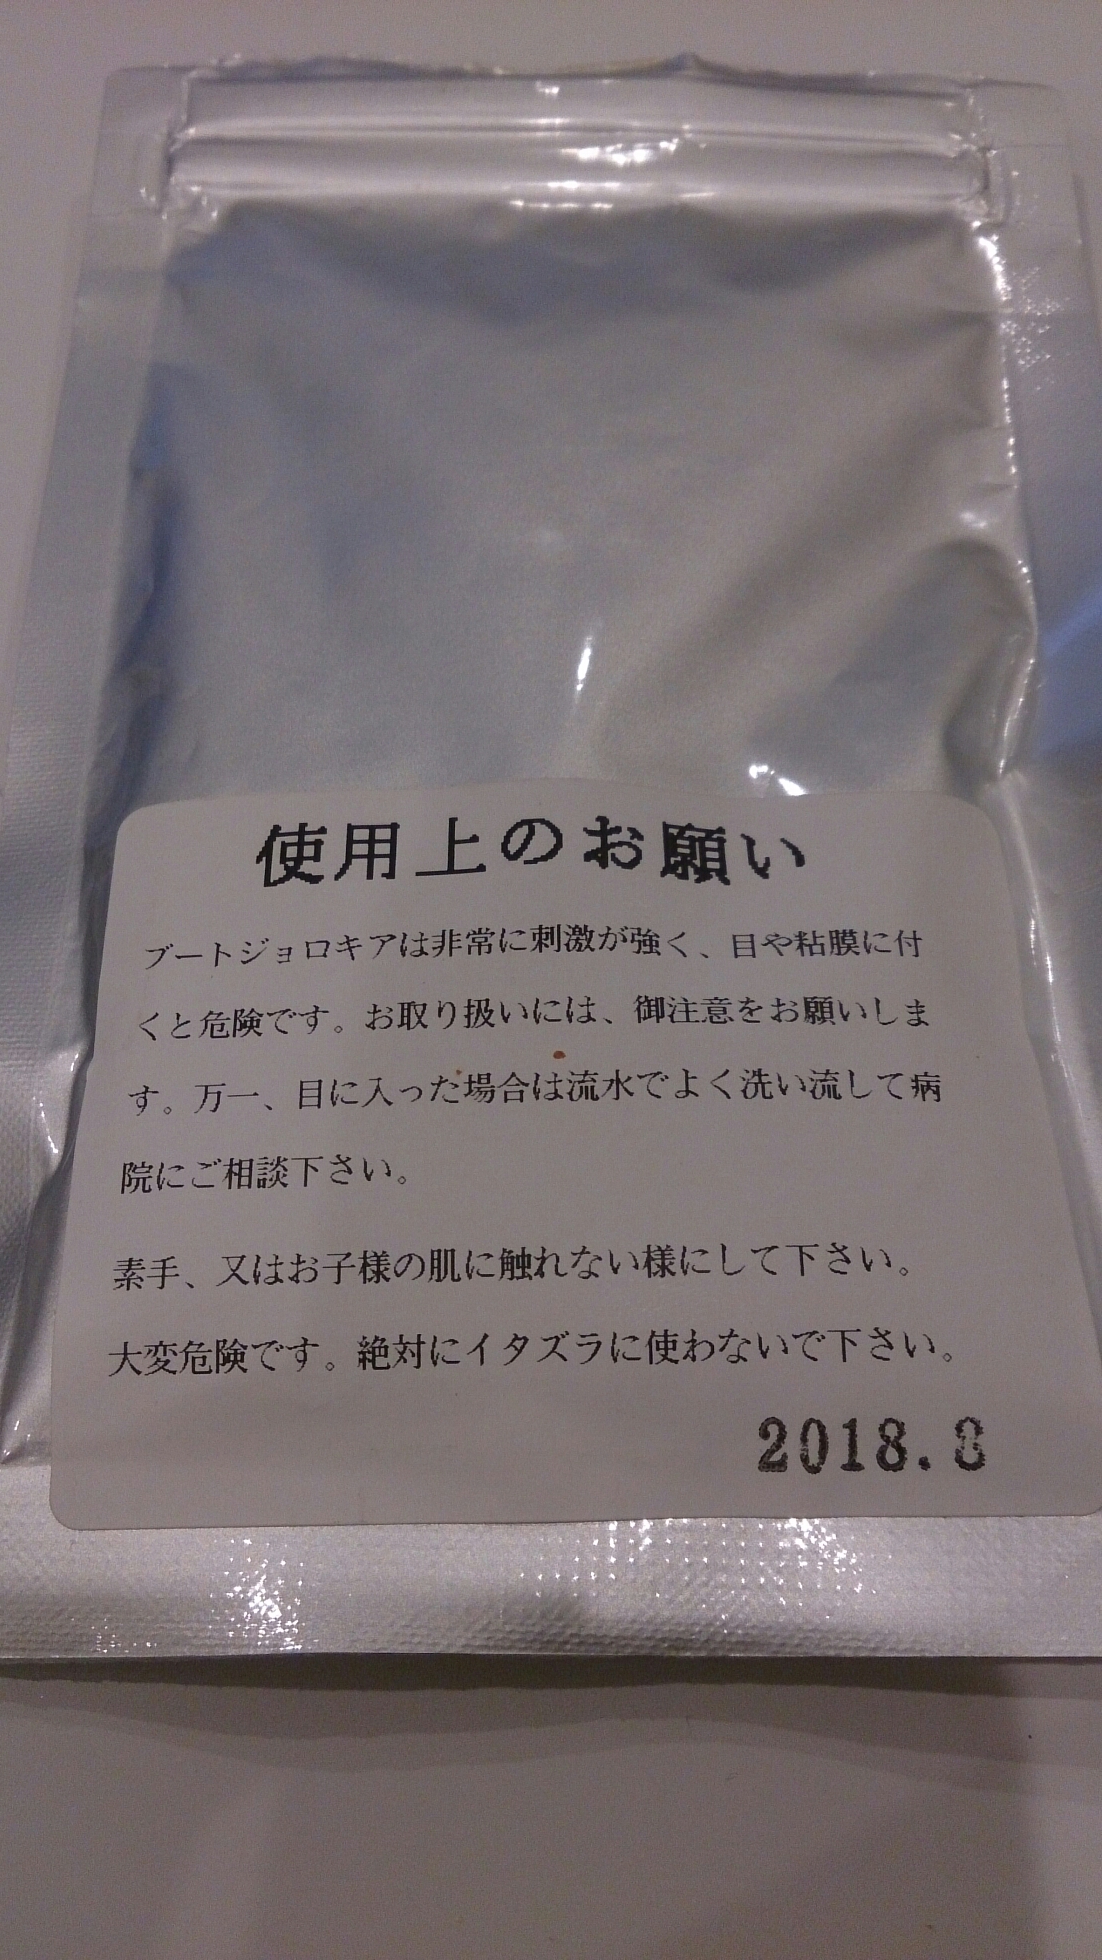 使用上のお願い
ブートジョロキアは非常に刺激が強く、目や粘膜に付
くと危険です。お取り扱いには、御注意をお願いしま
す。万一、目に入った場合は流水でよく洗い流して病
院にご相談下さい。
素手、又はお子様の肌に触れない様にして下さい。
大変危険です。絶対にイタズラに使わないで下さい。
2018.8